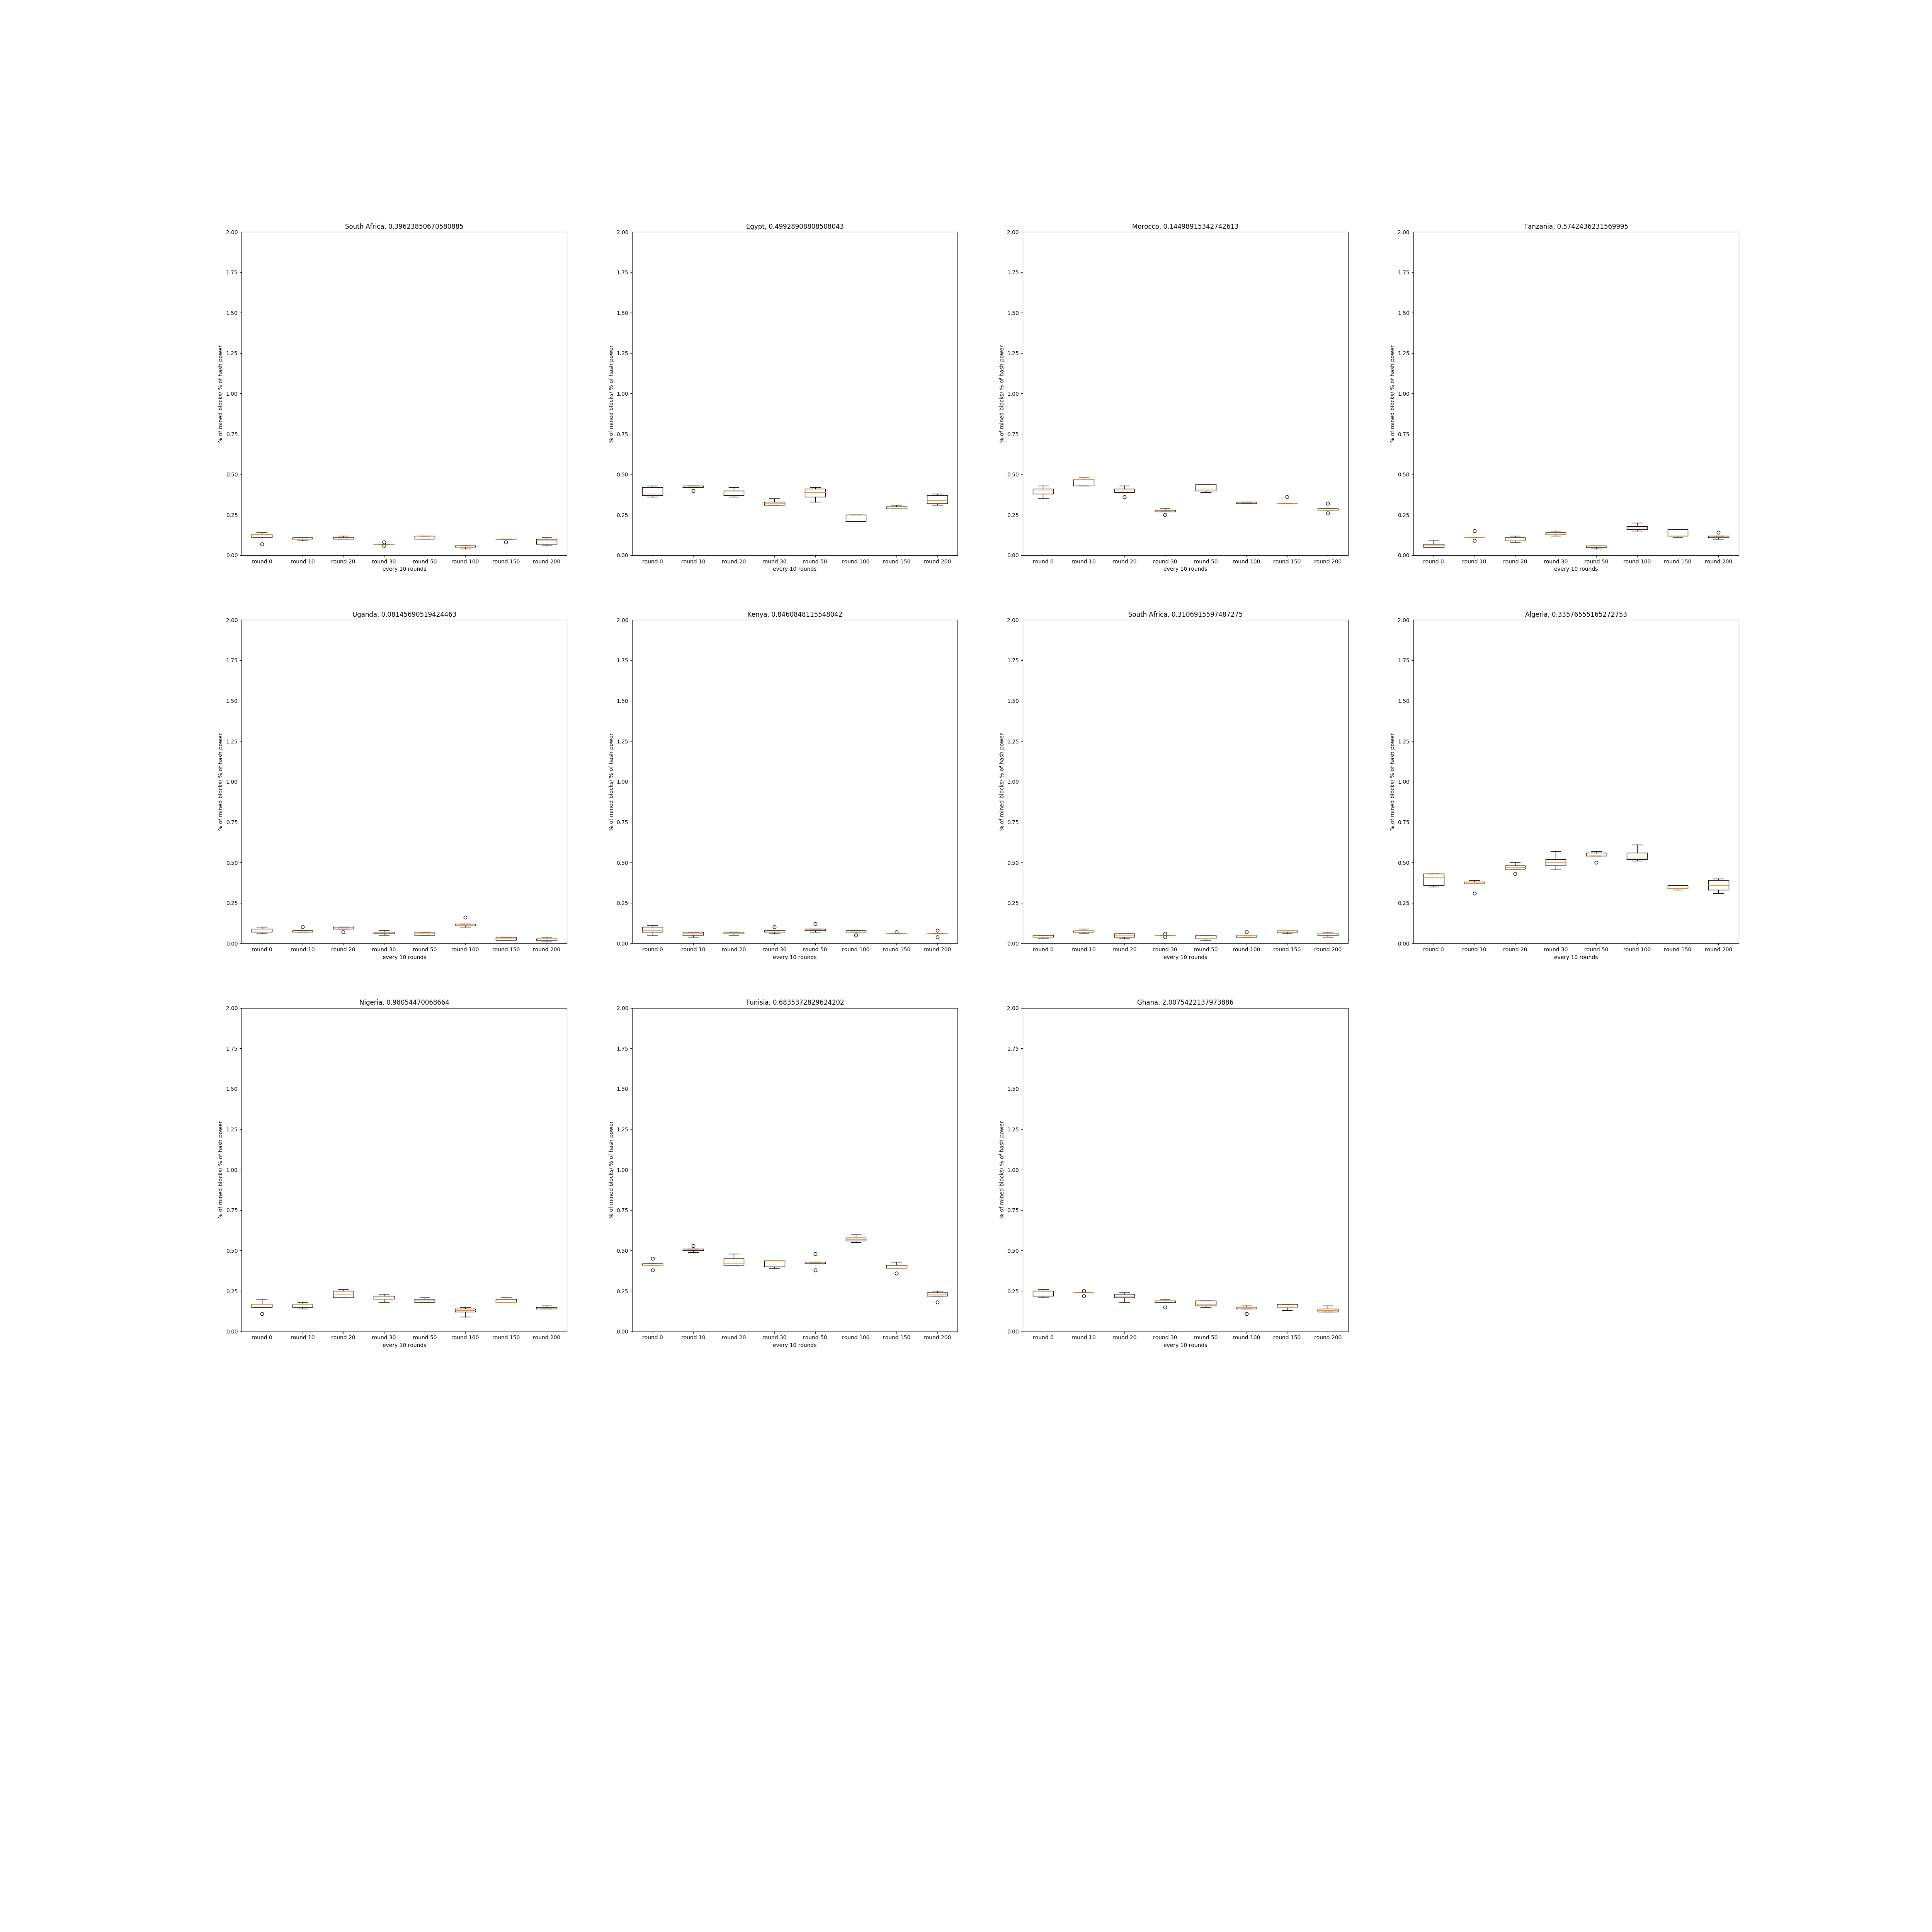 South Africa, 0.39623850670580885
2.00
1.75
1.50
1.25
1.00
0.75
0.50
0.25
0.00
% of mined blocks/ % of hash power
round 0 round 10 round 20 round 30 round 50 round 100 round 150 round 200
every 10 rounds
Egypt, 0.49928908808508043
2.00
1.75
1.50
1.25
1.00
0.75
0.50
0.25
0.00
% of mined blocks/ % of hash power
round 0 round 10 round 20 round 30 round 50 round 100 round 150 round 200
every 10 rounds
Morocco, 0.14498915342742613
2.00
1.75
1.50
1.25
1.00
0.75
0.50
0.25
0.00
% of mined blocks/ % of hash power
round 0 round 10 round 20 round 30 round 50 round 100 round 150 round 200
every 10 rounds
Tanzania, 0.5742436231569995
2.00
1.75
1.50
1.25
1.00
0.75
0.50
0.25
0.00
% of mined blocks/ % of hash power
round 0 round 10 round 20 round 30 round 50 round 100 round 150 round 200
every 10 rounds
Uganda, 0.08145690519424463
2.00
1.75
1.50
1.25
1.00
0.75
0.50
0.25
0.00
% of mined blocks/ % of hash power
round 0 round 10 round 20 round 30 round 50 round 100 round 150 round 200
every 10 rounds
Kenya, 0.8460848115548042
2.00
1.75
1.50
1.25
1.00
0.75
0.50
0.25
0.00
% of mined blocks/ % of hash power
round 0 round 10 round 20 round 30 round 50 round 100 round 150 round 200
every 10 rounds
South Africa, 0.3106915597487275
2.00
1.75
1.50
1.25
1.00
0.75
0.50
0.25
0.00
% of mined blocks/ % of hash power
round 0 round 10 round 20 round 30 round 50 round 100 round 150 round 200
every 10 rounds
Algeria, 0.33576555165272753
2.00
1.75
1.50
1.25
1.00
0.75
0.50
0.25
0.00
% of mined blocks/ % of hash power
round 0 round 10 round 20 round 30 round 50 round 100 round 150 round 200
every 10 rounds
Nigeria, 0.98054470068664
2.00
1.75
1.50
1.25
1.00
0.75
0.50
0.25
0.00
% of mined blocks/ % of hash power
round 0 round 10 round 20 round 30 round 50 round 100 round 150 round 200
every 10 rounds
Tunisia, 0.6835372829624202
2.00
1.75
1.50
1.25
1.00
0.75
0.50
0.25
0.00
% of mined blocks/ % of hash power
round 0 round 10 round 20 round 30 round 50 round 100 round 150 round 200
every 10 rounds
Ghana, 2.0075422137973886
2.00
1.75
1.50
1.25
1.00
0.75
0.50
0.25
0.00
% of mined blocks/ % of hash power
round 0 round 10 round 20 round 30 round 50 round 100 round 150 round 200
every 10 rounds